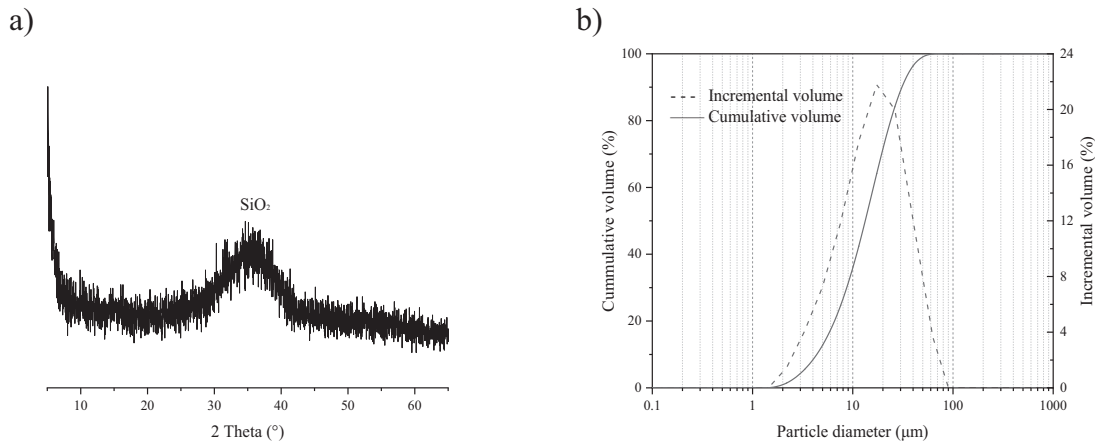 a)
SiO₂
10 20 30 40 50 60
2 Theta (°)
b)
100
80
60
40
20
0
Cummulative volume (%)
Incremental volume
Cumulative volume
24
20
16
12
8
4
0
Incremental volume (%)
0.1 1 10 100 1000
Particle diameter (μm)